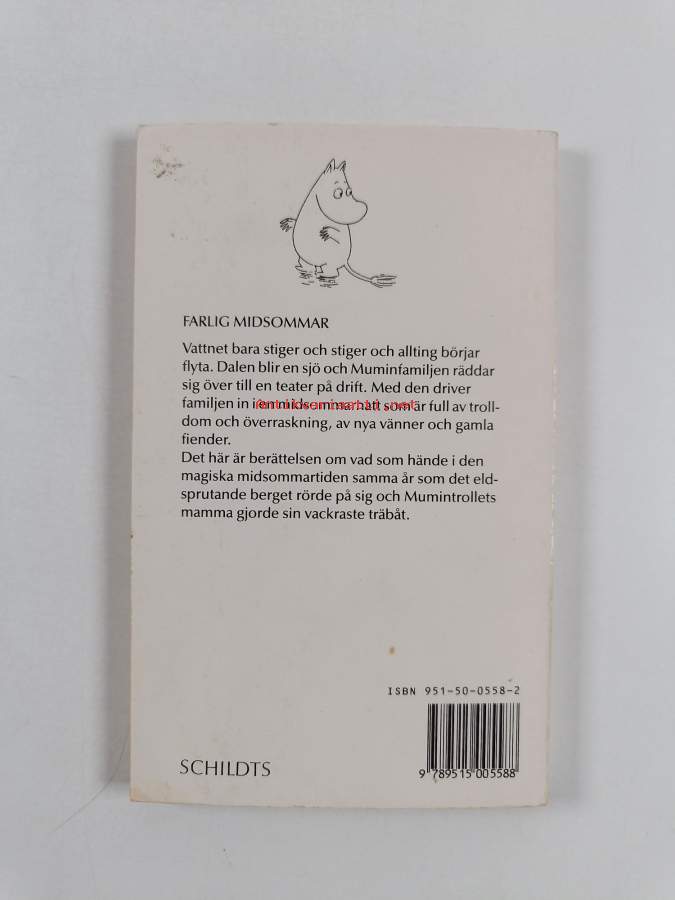 FARLIG MIDSOMMAR
Vattnet bara stiger och stiger och allting börjar
flyta. Dalen blir en sjö och Muminfamiljen räddar
sig över till en teater på drift. Med den driver
familjen in i en midsommarnatt som är full av troll-
dom och överraskning, av nya vänner och gamla
fiender.
Det här är berättelsen om vad som hände i den
magiska midsommartiden samma år som det eld-
sprutande berget rörde på sig och Mumintrollets
mamma gjorde sin vackraste träbåt.
ISBN 951-50-0558-2
SCHILDTS
9 789515 005588